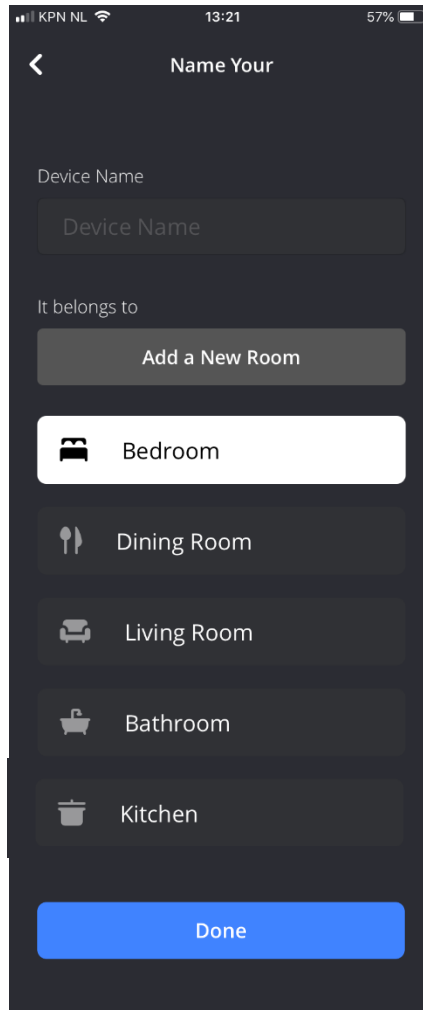 KPN NL 13:21 57%
Name Your
Device Name
Device Name
It belongs to
Add a New Room
Bedroom
Dining Room
Living Room
Bathroom
Kitchen
Done